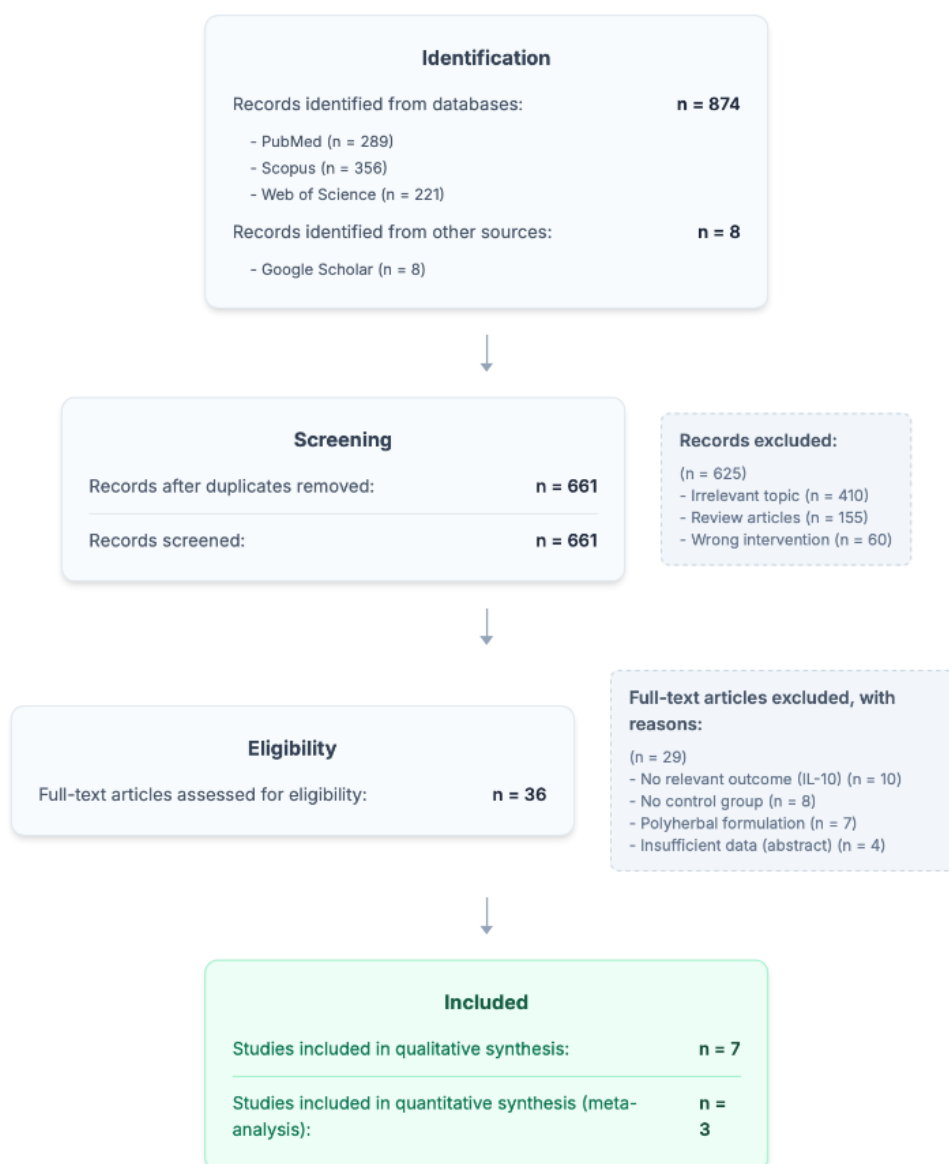 Identification
Records identified from databases: n = 874
- PubMed (n = 289)
- Scopus (n = 356)
- Web of Science (n = 221)
Records identified from other sources: n = 8
- Google Scholar (n = 8)
Screening
Records after duplicates removed: n = 661
Records screened: n = 661
Records excluded:
(n = 625)
- Irrelevant topic (n = 410)
- Review articles (n = 155)
- Wrong intervention (n = 60)
Eligibility
Full-text articles assessed for eligibility: n = 36
Full-text articles excluded, with
reasons:
(n = 29)
- No relevant outcome (IL-10) (n = 10)
- No control group (n = 8)
- Polyherbal formulation (n = 7)
- Insufficient data (abstract) (n = 4)
Included
Studies included in qualitative synthesis: n = 7
Studies included in quantitative synthesis (meta- n =
analysis): 3